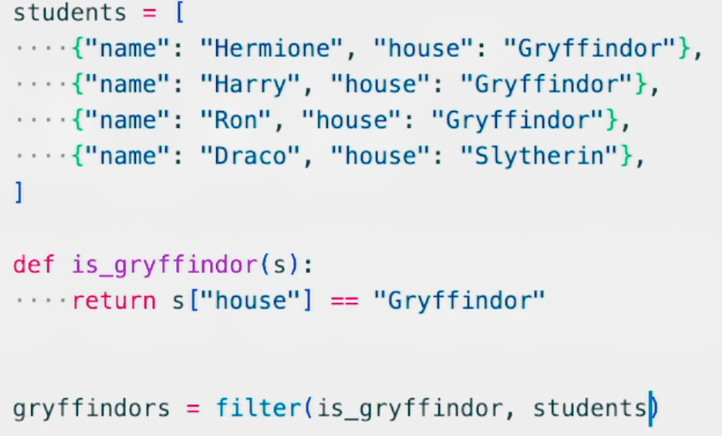 students = [
    {"name": "Hermione", "house": "Gryffindor"},
    {"name": "Harry", "house": "Gryffindor"},
    {"name": "Ron", "house": "Gryffindor"},
    {"name": "Draco", "house": "Slytherin"},
]
def is_gryffindor(s):
    return s["house"] == "Gryffindor"
gryffindors = filter(is_gryffindor, students)